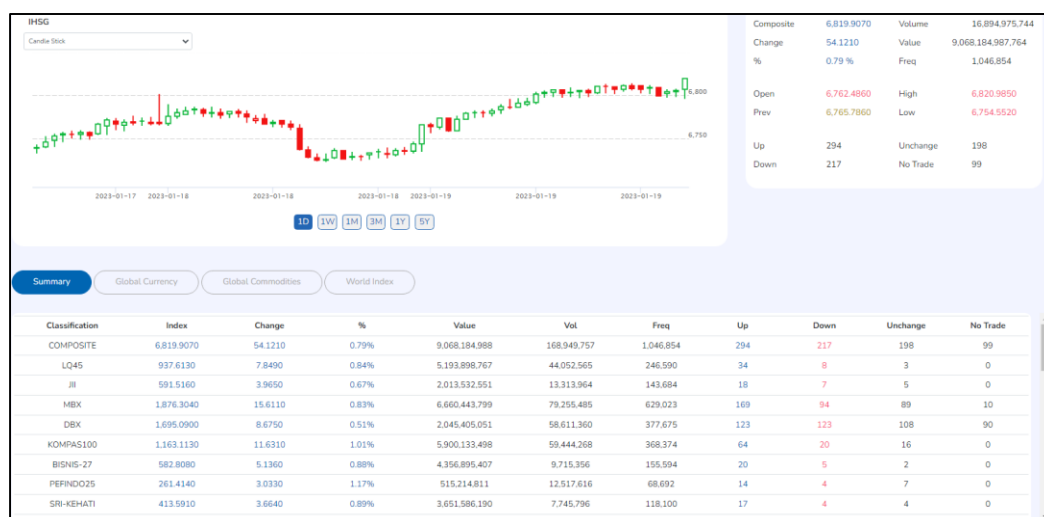 IHSG
Candle Stick
6,800
6,750
2023-01-17 2023-01-18 2023-01-18 2023-01-18 2023-01-19 2023-01-19 2023-01-19
1D 1W 1M 3M 1Y 5Y
Composite 6,819.9070 Volume 16,894,975,744
Change 54.1210 Value 9,068,184,987,764
% 0.79 % Freq 1,046,854
Open 6,762.4860 High 6,820.9850
Prev 6,765.7860 Low 6,754.5520
Up 294 Unchange 198
Down 217 No Trade 99
Summary Global Currency Global Commodities World Index
Classification Index Change % Value Vol Freq Up Down Unchange No Trade
COMPOSITE 6,819.9070 54.1210 0.79% 9,068,184,988 168,949,757 1,046,854 294 217 198 99
LQ45 937.6130 7.8490 0.84% 5,193,898,767 44,052,565 246,590 34 8 3 0
JII 591.5160 3.9650 0.67% 2,013,532,551 13,313,964 143,684 18 7 5 0
MBX 1,876.3040 15.6110 0.83% 6,660,443,799 79,255,485 629,023 169 94 89 10
DBX 1,695.0900 8.6750 0.51% 2,045,405,051 58,611,360 377,675 123 123 108 90
KOMPAS100 1,163.1130 11.6310 1.01% 5,900,133,498 59,444,268 368,374 64 20 16 0
BISNIS-27 582.8080 5.1360 0.88% 4,356,895,407 9,715,356 155,594 20 5 2 0
PEFINDO25 261.4140 3.0330 1.17% 515,214,811 12,517,616 68,692 14 4 7 0
SRI-KEHATI 413.5910 3.6640 0.89% 3,651,586,190 7,745,796 118,100 17 4 4 0